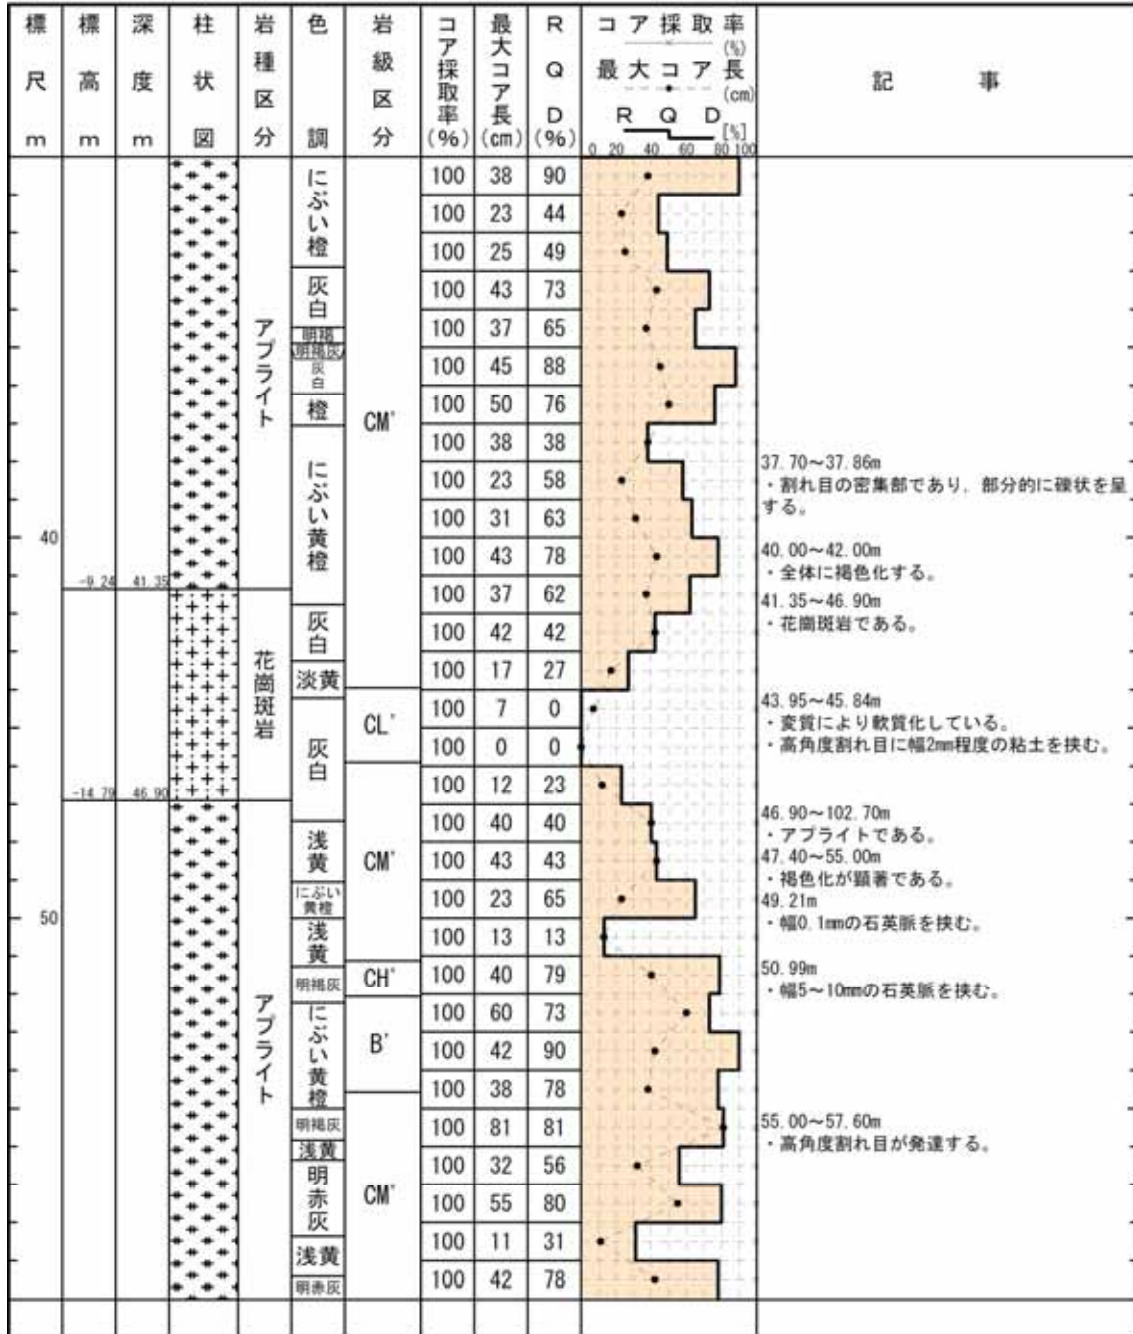 標尺m
標高m
深度m
柱状図
岩種区分
色調
岩級区分
コア採取率(%)
最大コア長(cm)
RQD(%)
コア採取率(%)
最大コア長(cm)
RQD[%]
0 20 40 60 80 100
記事
40
50
-9.24 41.35
-14.79 46.90
アプライト
花崗斑岩
アプライト
にぶい橙
灰白
明褐
明褐灰
灰白
橙
にぶい黄橙
灰白
淡黄
灰白
浅黄
にぶい黄橙
浅黄
明褐灰
にぶい黄橙
明褐灰
浅黄
明赤灰
浅黄
明赤灰
CM'
CL'
CM'
CH'
B'
CM'
100 38 90
100 23 44
100 25 49
100 43 73
100 37 65
100 45 88
100 50 76
100 38 38
100 23 58
100 31 63
100 43 78
100 37 62
100 42 42
100 17 27
100 7 0
100 0 0
100 12 23
100 40 40
100 43 43
100 23 65
100 13 13
100 40 79
100 60 73
100 42 90
100 38 78
100 81 81
100 32 56
100 55 80
100 11 31
100 42 78
37.70～37.86m
・割れ目の密集部であり，部分的に礫状を呈
する。
40.00～42.00m
・全体に褐色化する。
41.35～46.90m
・花崗斑岩である。
43.95～45.84m
・変質により軟質化している。
・高角度割れ目に幅2mm程度の粘土を挟む。
46.90～102.70m
・アプライトである。
47.40～55.00m
・褐色化が顕著である。
49.21m
・幅0.1mmの石英脈を挟む。
50.99m
・幅5～10mmの石英脈を挟む。
55.00～57.60m
・高角度割れ目が発達する。